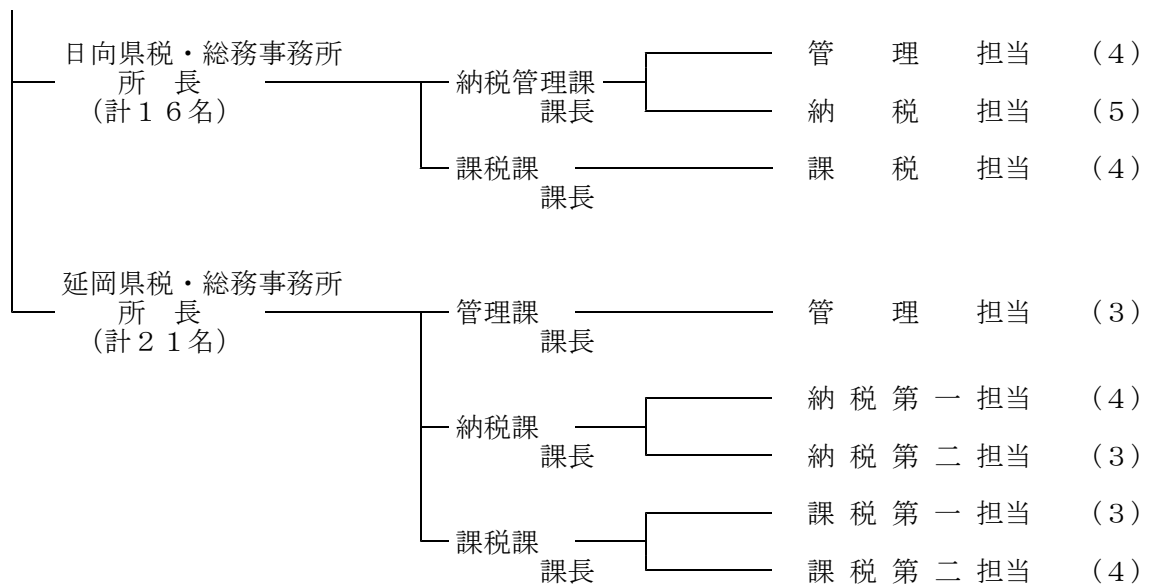 日向県税・総務事務所 管　理　担当　（４）
所　長 納税管理課
（計１６名） 課長 納　税　担当　（５）
課税課 課　税　担当　（４）
課長
延岡県税・総務事務所
所　長 管理課 管　理　担当　（３）
（計２１名） 課長
納税第一担当　（４）
納税課
課長 納税第二担当　（３）
課税第一担当　（３）
課税課
課長 課税第二担当　（４）